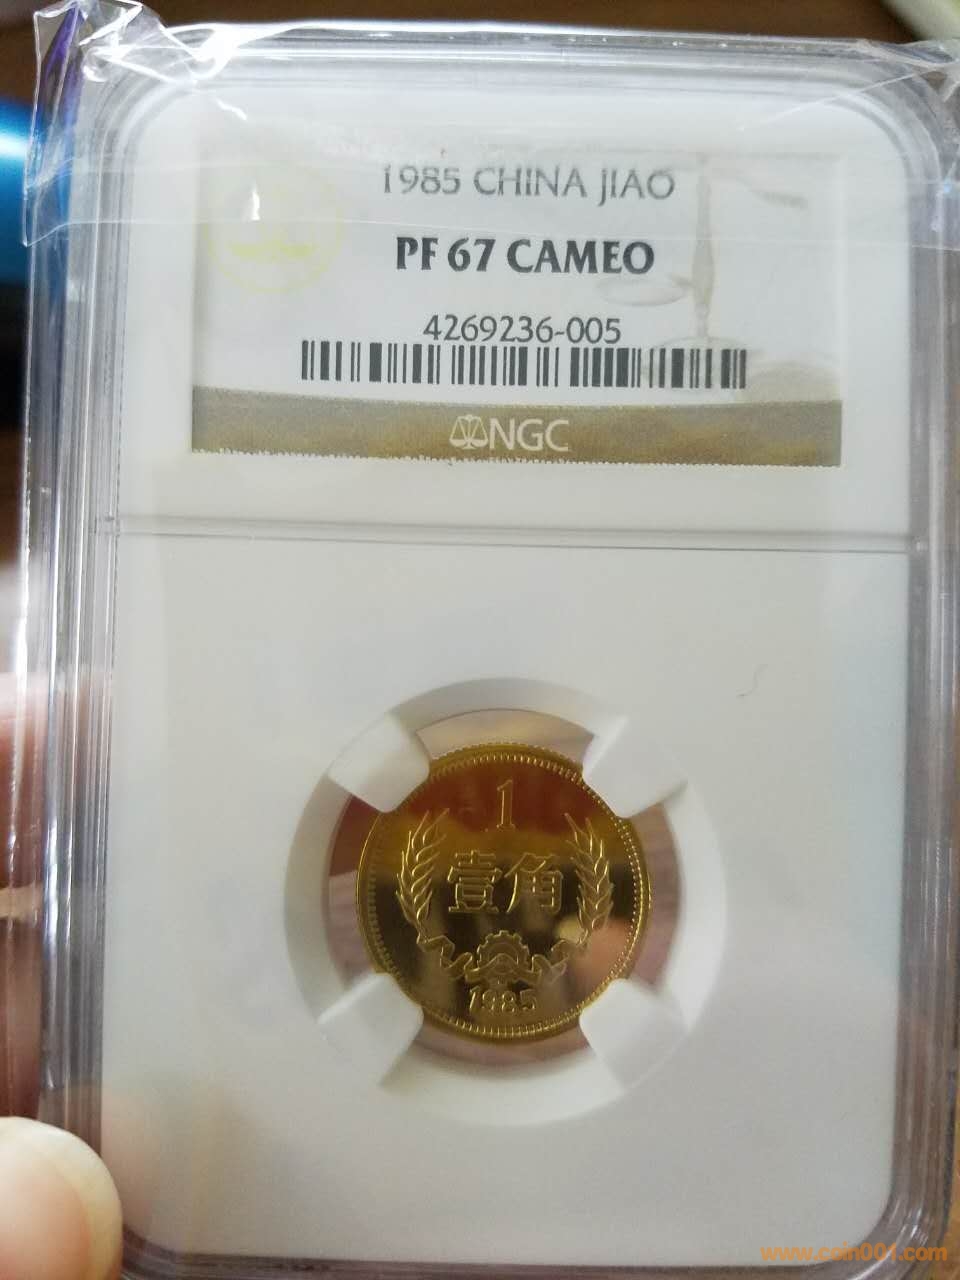 1985 CHINA JIAO
PF 67 CAMEO
4269236-005
NGC
1
壹角
1985
www.coin001.com